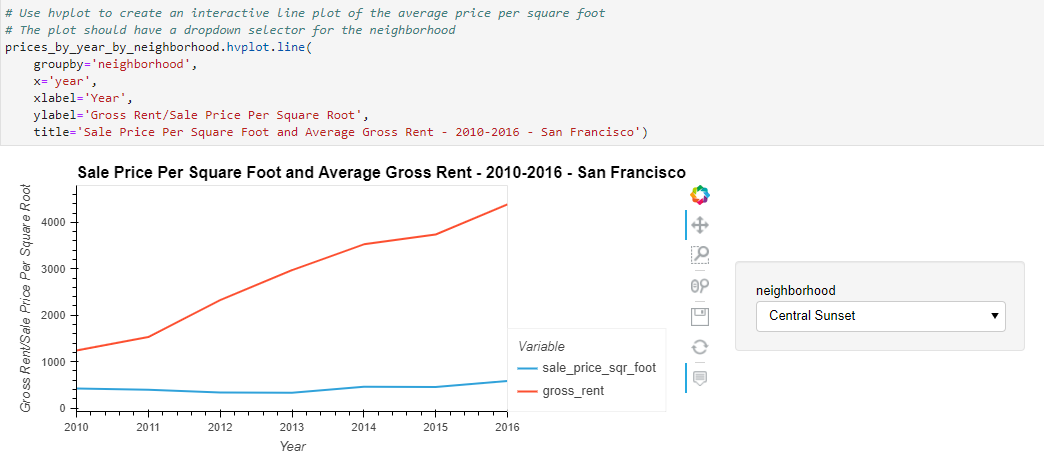 # Use hvplot to create an interactive line plot of the average price per square foot
# The plot should have a dropdown selector for the neighborhood
prices_by_year_by_neighborhood.hvplot.line(
    groupby='neighborhood',
    x='year',
    xlabel='Year',
    ylabel='Gross Rent/Sale Price Per Square Root',
    title='Sale Price Per Square Foot and Average Gross Rent - 2010-2016 - San Francisco')
Sale Price Per Square Foot and Average Gross Rent - 2010-2016 - San Francisco
Gross Rent/Sale Price Per Square Root
4000
3000
2000
1000
0
2010 2011 2012 2013 2014 2015 2016
Year
Variable
sale_price_sqr_foot
gross_rent
neighborhood
Central Sunset